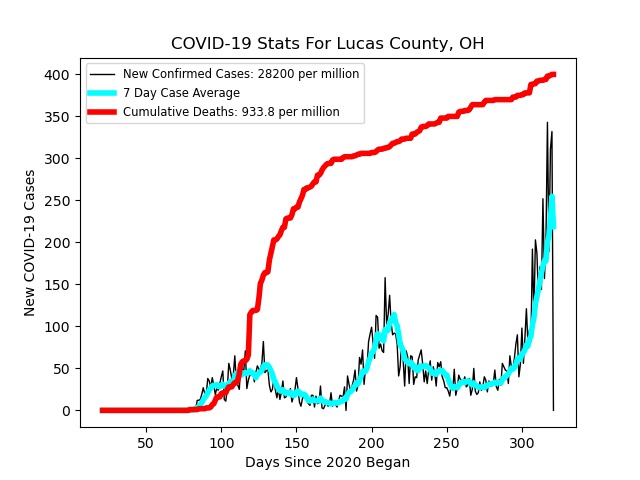 COVID-19 Stats For Lucas County, OH
New Confirmed Cases: 28200 per million
7 Day Case Average
Cumulative Deaths: 933.8 per million
New COVID-19 Cases
400
350
300
250
200
150
100
50
0
50 100 150 200 250 300
Days Since 2020 Began